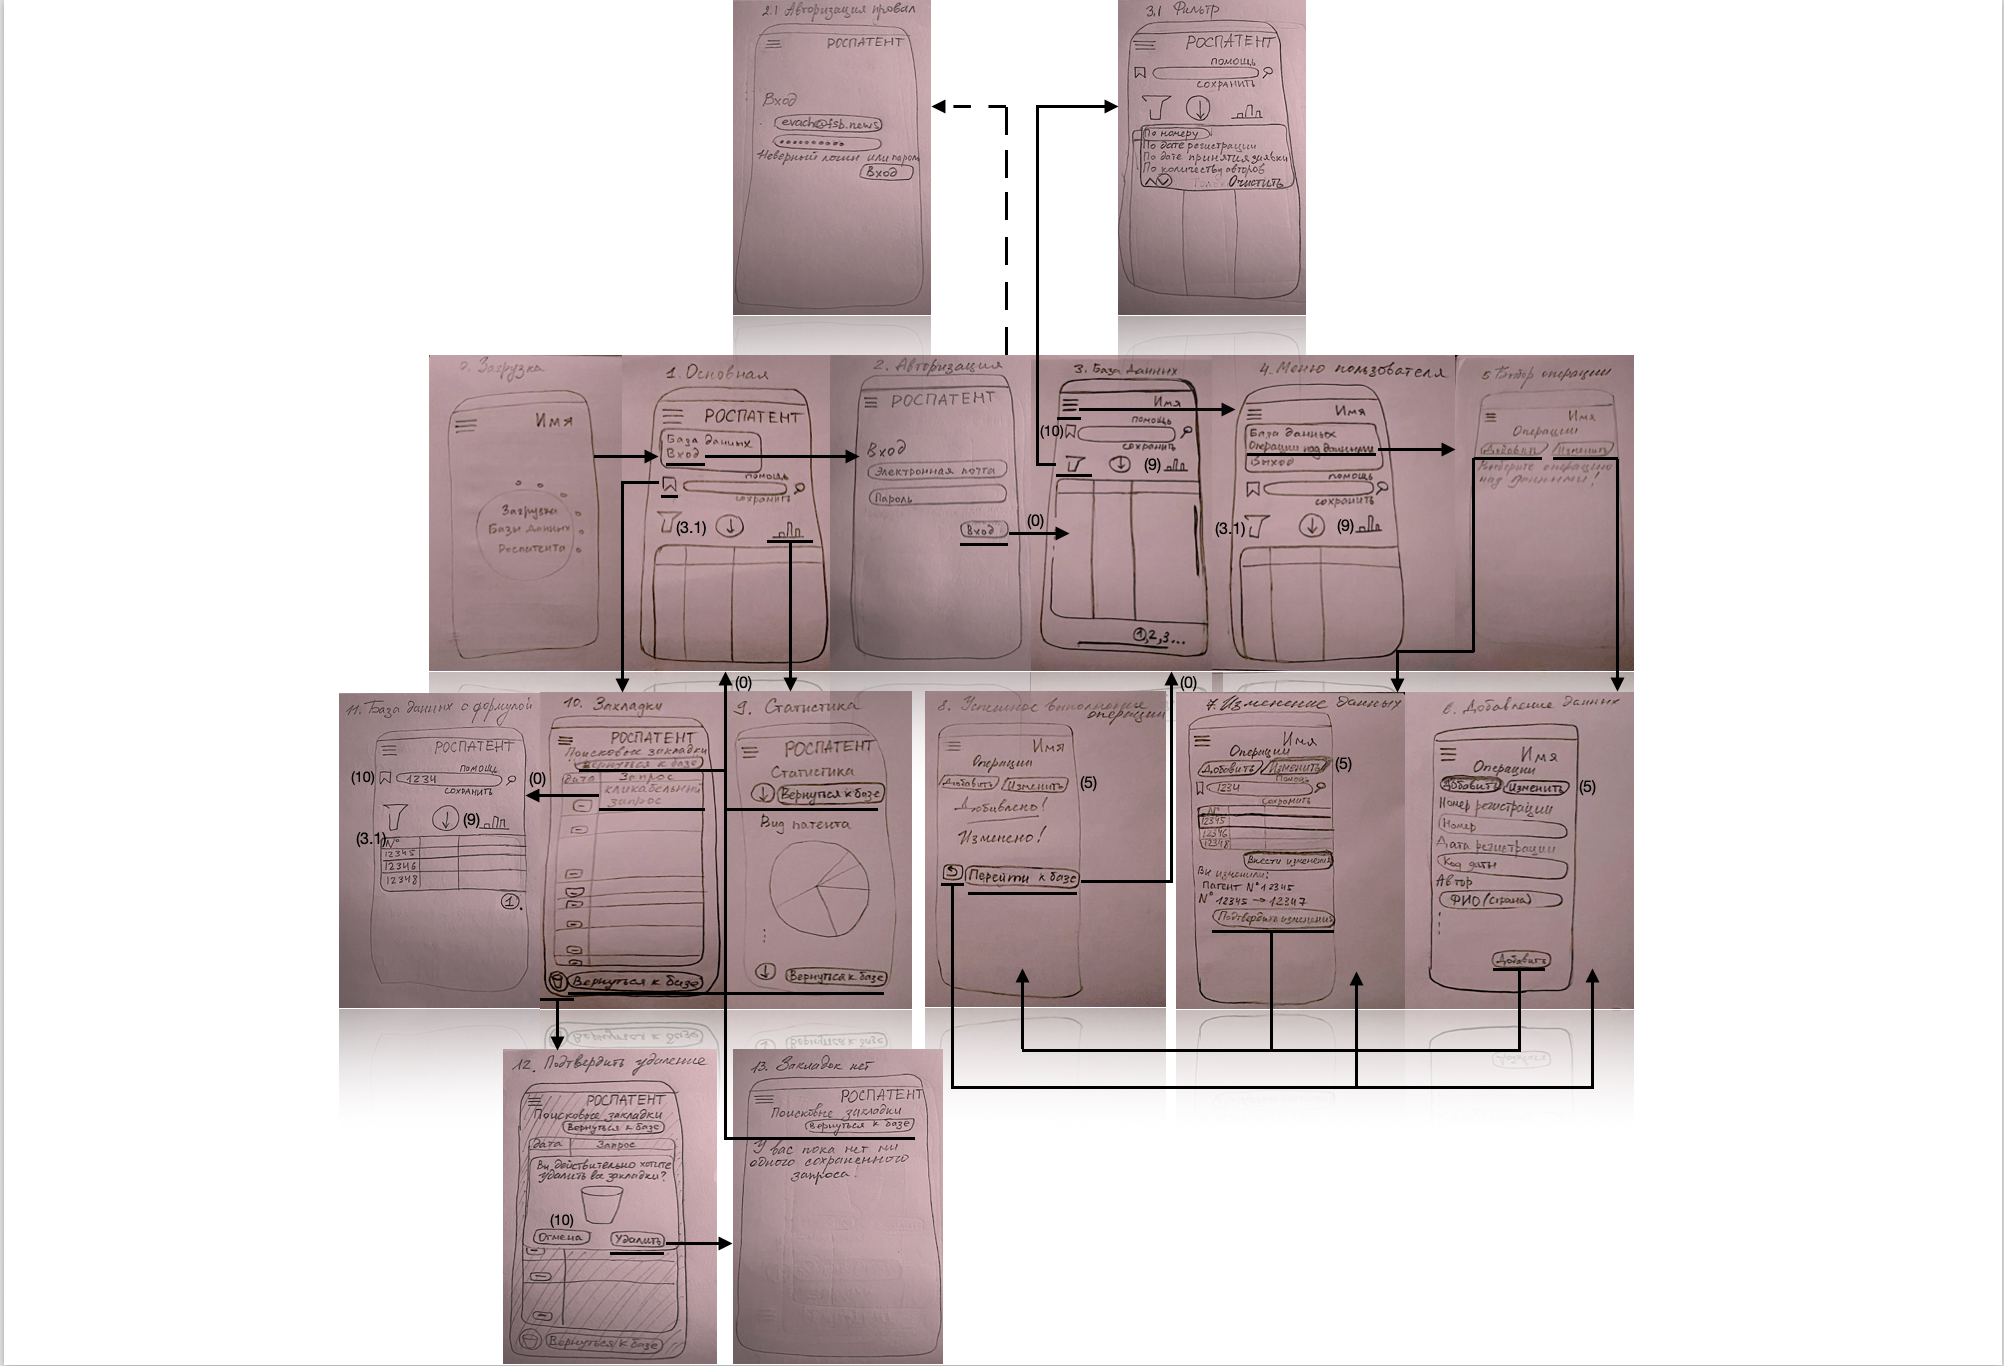 2.1 Авторизация провал
РОСПАТЕНТ
Вход
evach@fsb.news
••••••••••
Неверный логин или пароль
Вход
3.1 Фильтр
РОСПАТЕНТ
помощь
сохранить
По номеру
По дате регистрации
По дате принятия заявки
По количеству авторов
Очистить
0. Загрузка
Имя
Загрузка
Базы Данных
Роспатента
1. Основная
РОСПАТЕНТ
База данных
Вход
помощь
сохранить
(3.1)
2. Авторизация
РОСПАТЕНТ
Вход
Электронная почта
Пароль
Вход
(0)
3. База данных
Имя
помощь
(10)
сохранить
(9)
1,2,3...
4. Меню пользователя
Имя
База данных
Операции над данными
Выход
помощь
сохранить
(3.1)
(9)
5. операции
Имя
Операции
Добавить Изменить
Выберите операцию
над данными!
11. База данных с формулой
РОСПАТЕНТ
помощь
(10) 1234
сохранить
(9)
(3.1)
N°
12345
12346
12348
1.
10. Закладки
РОСПАТЕНТ
Поисковые закладки
Вернуться к базе
Дата Запрос
кликабельный
запрос
(0)
Вернуться к базе
(0)
9. Статистика
РОСПАТЕНТ
Статистика
Вернуться к базе
Вид патента
Вернуться к базе
8. Успешное выполнение
операции
Имя
Операции
Добавить Изменить
(5)
Добавлено!
Изменено!
Перейти к базе
(0)
7. Изменение данных
Имя
Операции
Добавить Изменить
(5)
Помощь
1234
сохранить
N°
12345
12346
12348
Внести изменения
Вы изменили:
Патент N°12345
N° 12345 → 12347
Подтвердить изменения
6. Добавление данных
Имя
Операции
Добавить Изменить
(5)
Номер регистрации
Номер
Дата регистрации
Код даты
Автор
ФИО (страна)
Добавить
12. Подтвердить удаление
РОСПАТЕНТ
Поисковые закладки
Вернуться к базе
Дата Запрос
Вы действительно хотите
удалить все закладки?
(10)
Отмена Удалить
Вернуться к базе
13. Закладок нет
РОСПАТЕНТ
Поисковые закладки
Вернуться к базе
У вас пока нет ни
одного сохраненного
запроса!